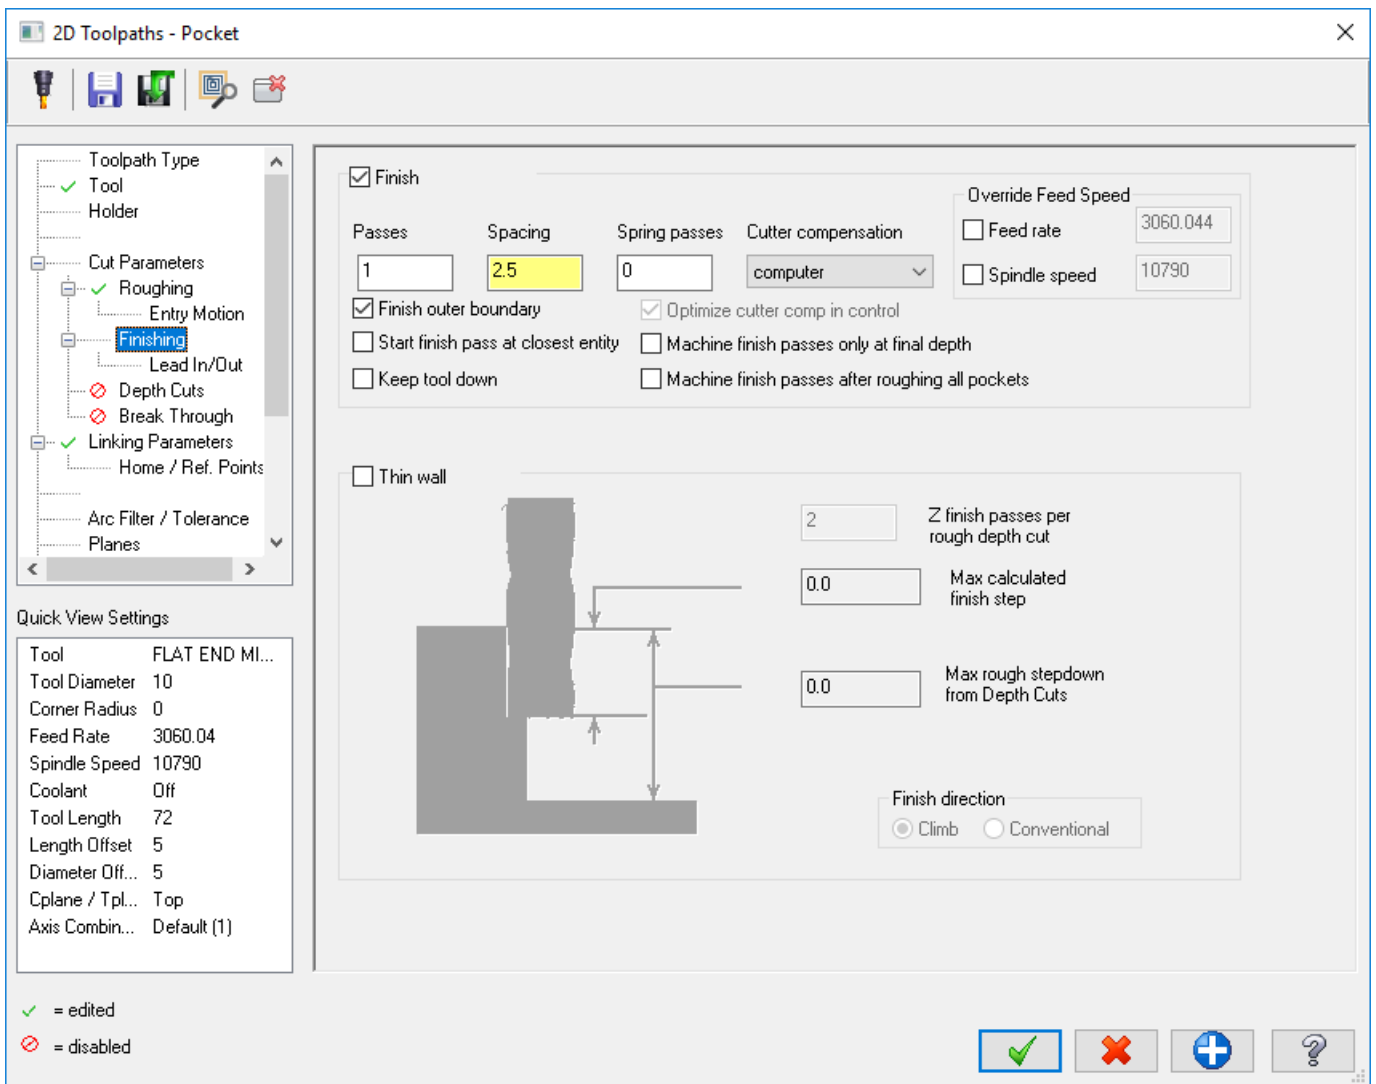 2D Toolpaths - Pocket
Toolpath Type
Tool
Holder
Cut Parameters
Roughing
Entry Motion
Finishing
Lead In/Out
Depth Cuts
Break Through
Linking Parameters
Home / Ref. Points
Arc Filter / Tolerance
Planes
Quick View Settings
Tool FLAT END MI...
Tool Diameter 10
Corner Radius 0
Feed Rate 3060.04
Spindle Speed 10790
Coolant Off
Tool Length 72
Length Offset 5
Diameter Off... 5
Cplane / Tpl... Top
Axis Combin... Default (1)
= edited
= disabled
Finish
Passes Spacing Spring passes Cutter compensation
1 2.5 0 computer
Override Feed Speed
Feed rate 3060.044
Spindle speed 10790
Finish outer boundary Optimize cutter comp in control
Start finish pass at closest entity Machine finish passes only at final depth
Keep tool down Machine finish passes after roughing all pockets
Thin wall
2 Z finish passes per
rough depth cut
0.0 Max calculated
finish step
0.0 Max rough stepdown
from Depth Cuts
Finish direction
Climb Conventional